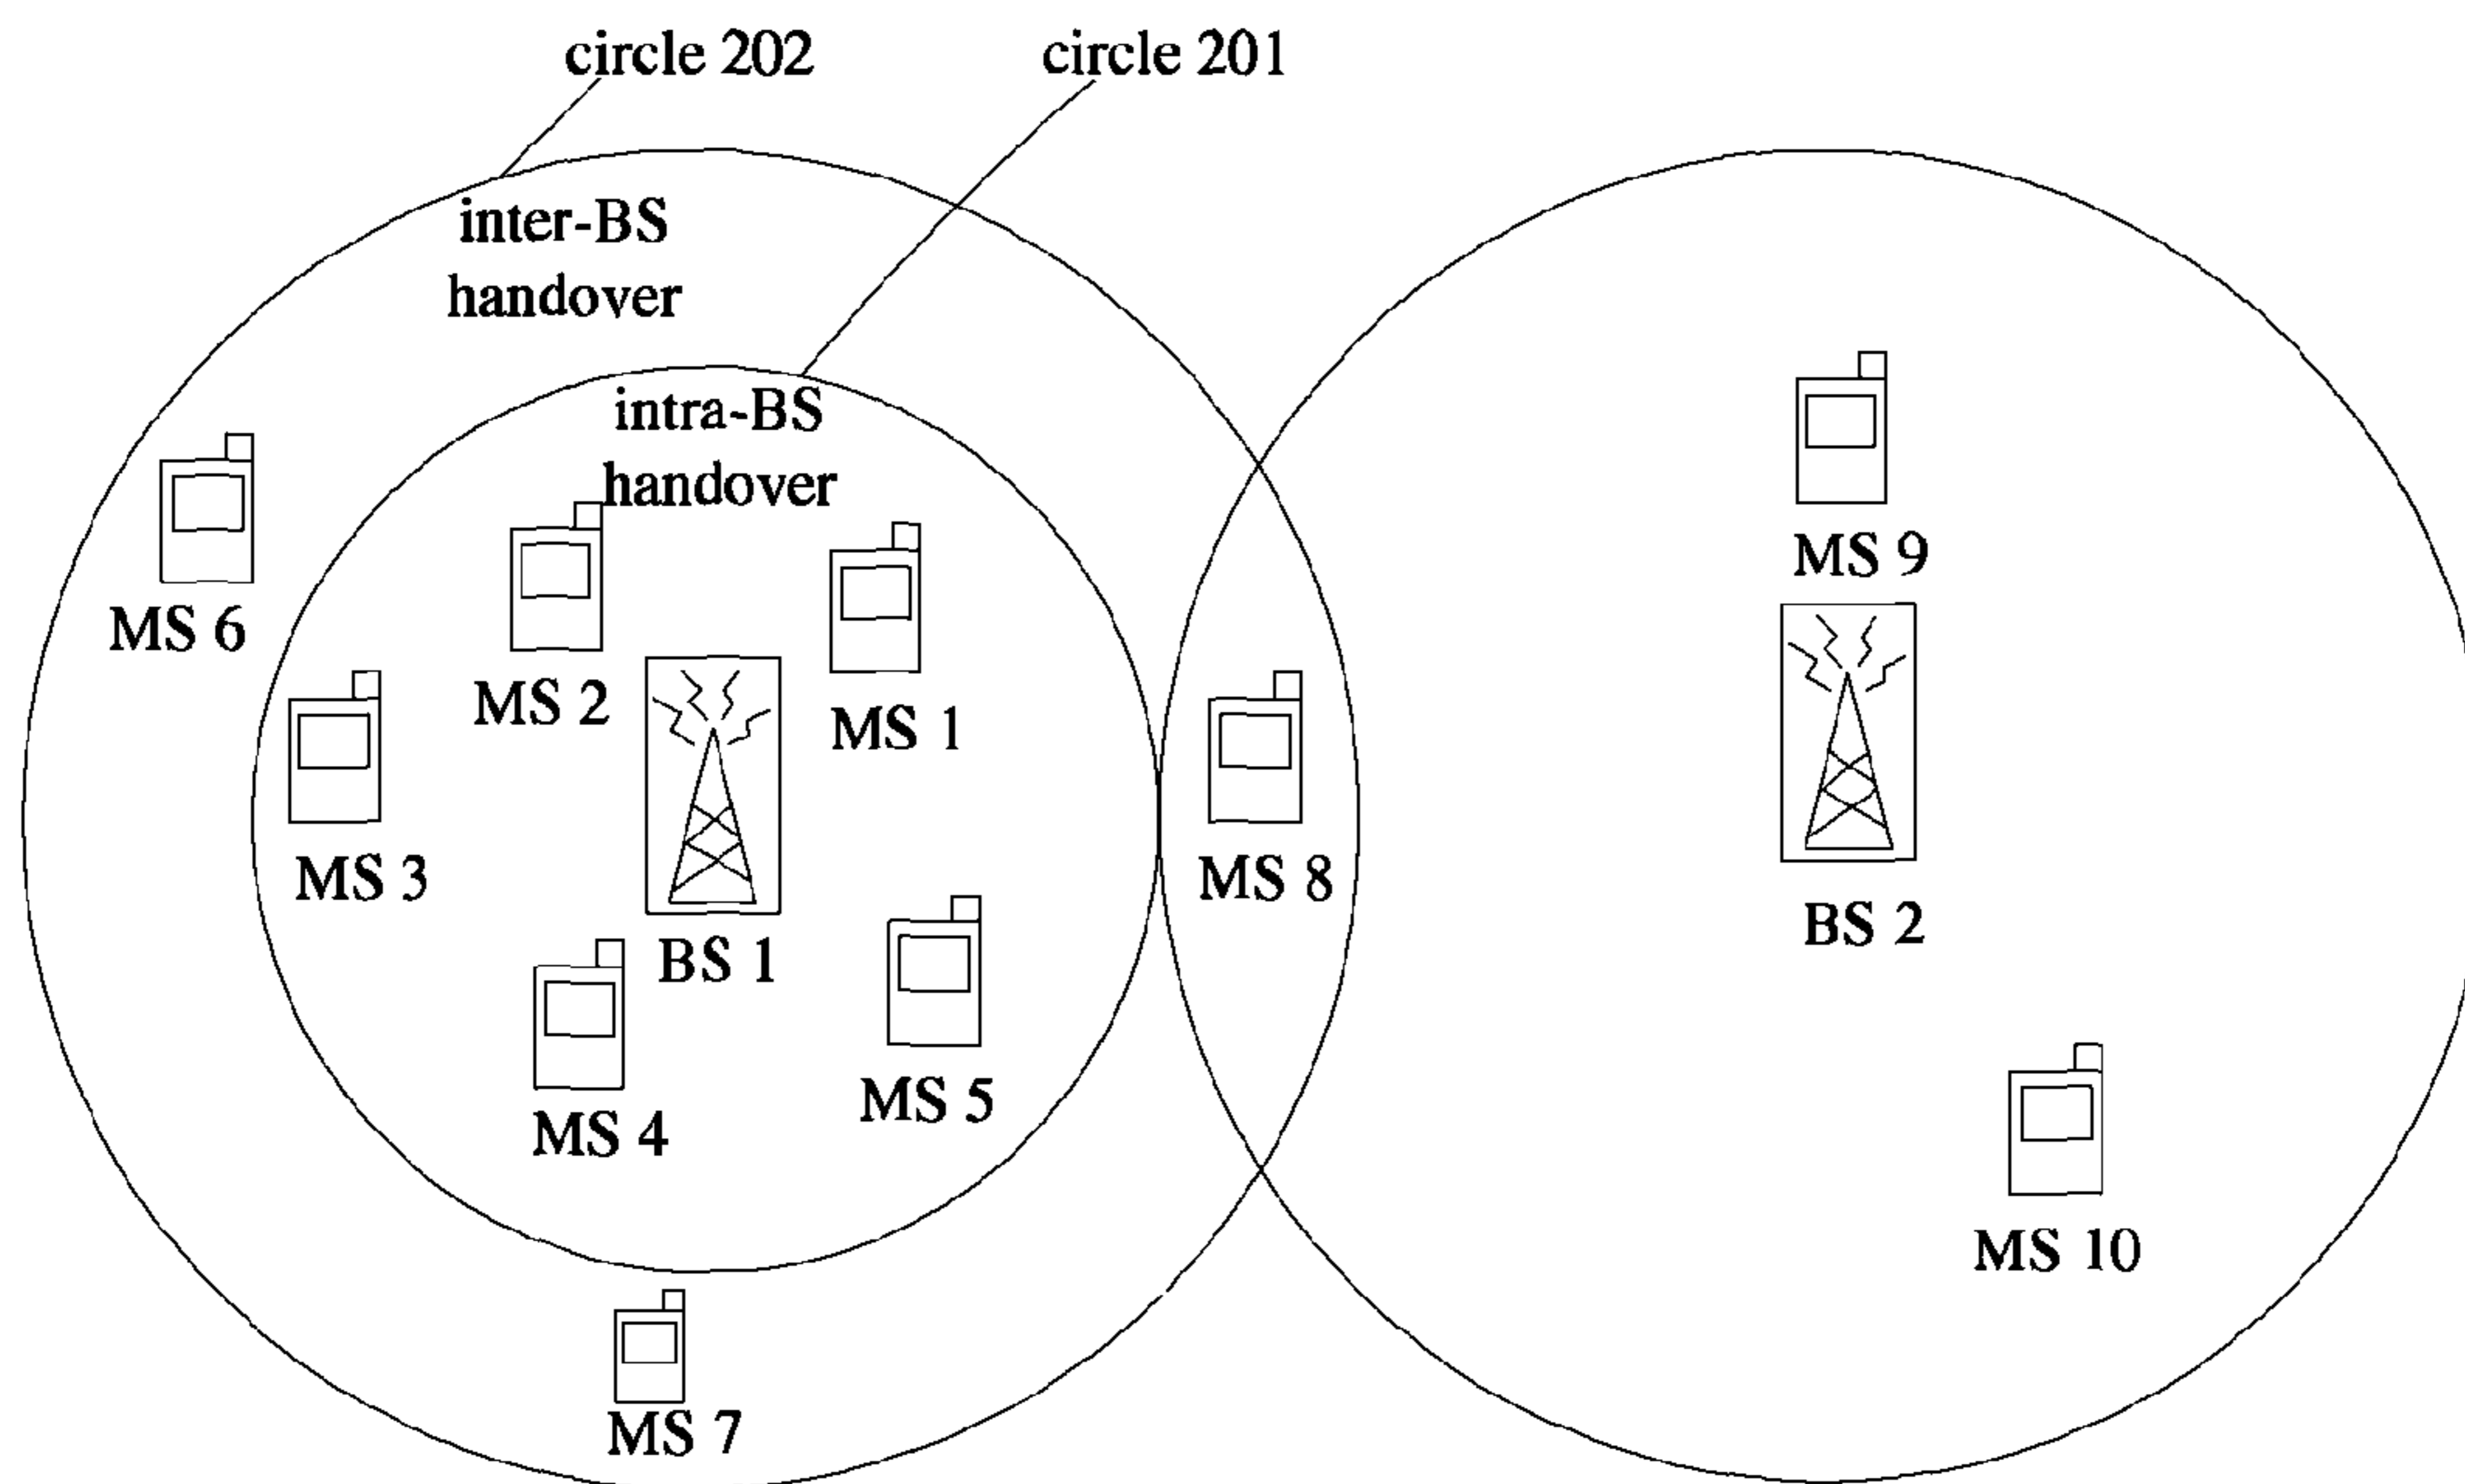 circle 202
circle 201
inter-BS
handover
intra-BS
handover
MS 9
MS 6
MS 2
MS 1
MS 3
MS 8
BS 2
BS 1
MS 5
MS 4
MS 10
MS 7